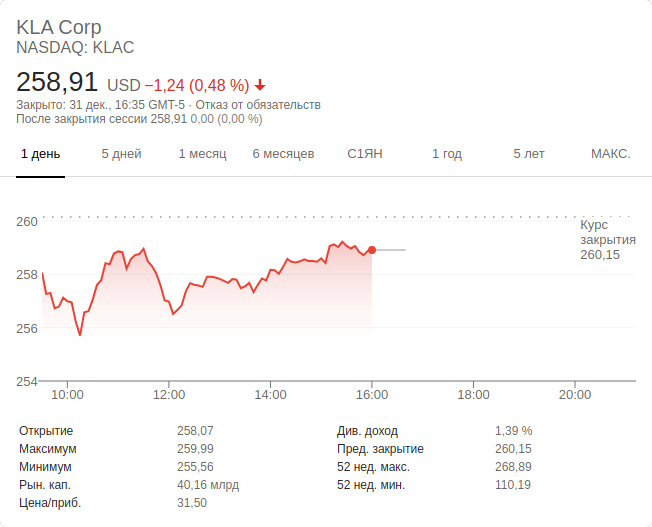 KLA Corp
NASDAQ: KLAC
258,91 USD −1,24 (0,48 %)
Закрыто: 31 дек., 16:35 GMT-5 · Отказ от обязательств
После закрытия сессии 258,91 0,00 (0,00 %)
1 день 5 дней 1 месяц 6 месяцев С1ЯН 1 год 5 лет МАКС.
260
Курс
закрытия
260,15
258
256
254
10:00 12:00 14:00 16:00 18:00 20:00
Открытие 258,07 Див. доход 1,39 %
Максимум 259,99 Пред. закрытие 260,15
Минимум 255,56 52 нед. макс. 268,89
Рын. кап. 40,16 млрд 52 нед. мин. 110,19
Цена/приб. 31,50